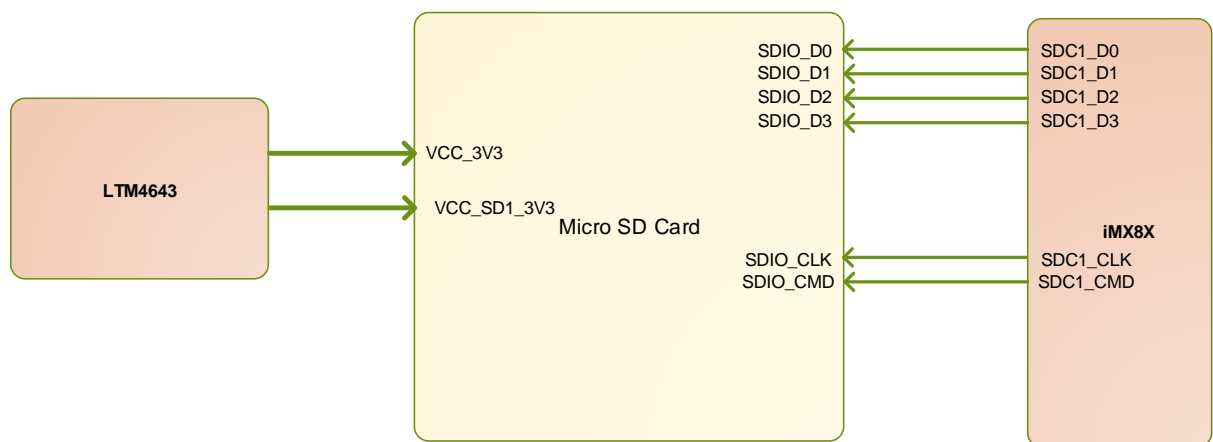 LTM4643
VCC_3V3
VCC_SD1_3V3
Micro SD Card
SDIO_D0
SDIO_D1
SDIO_D2
SDIO_D3
SDIO_CLK
SDIO_CMD
SDC1_D0
SDC1_D1
SDC1_D2
SDC1_D3
iMX8X
SDC1_CLK
SDC1_CMD